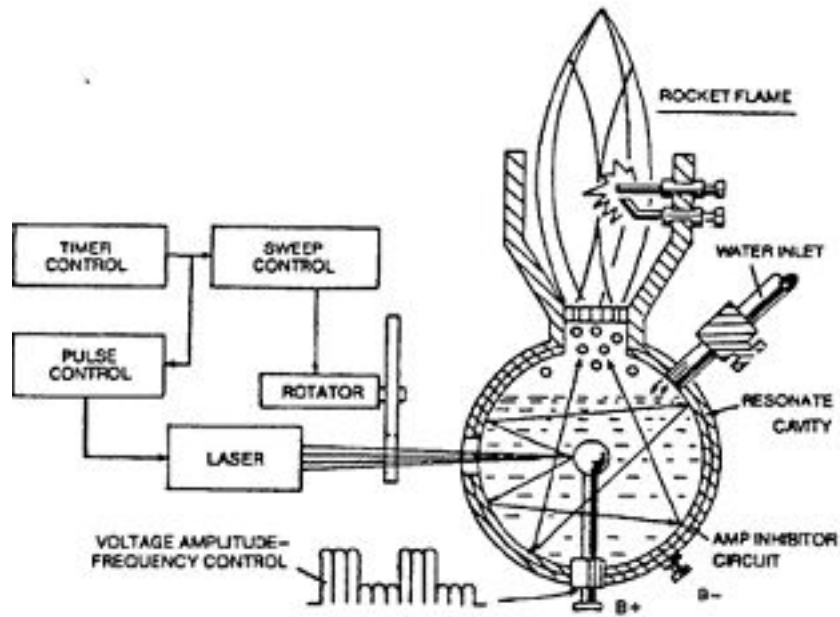 ROCKET FLAME
TIMER
CONTROL
SWEEP
CONTROL
WATER INLET
PULSE
CONTROL
ROTATOR
RESONATE
CAVITY
LASER
VOLTAGE AMPLITUDE-
FREQUENCY CONTROL
AMP INHIBITOR
CIRCUIT
B+
B-